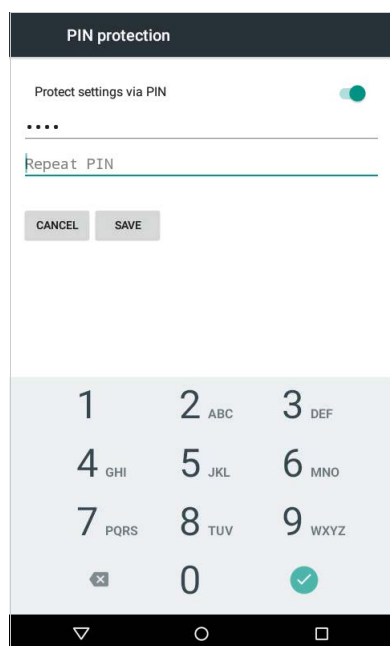 PIN protection
Protect settings via PIN
••••
Repeat PIN
CANCEL SAVE
1 2 ABC 3 DEF
4 GHI 5 JKL 6 MNO
7 PQRS 8 TUV 9 WXYZ
0